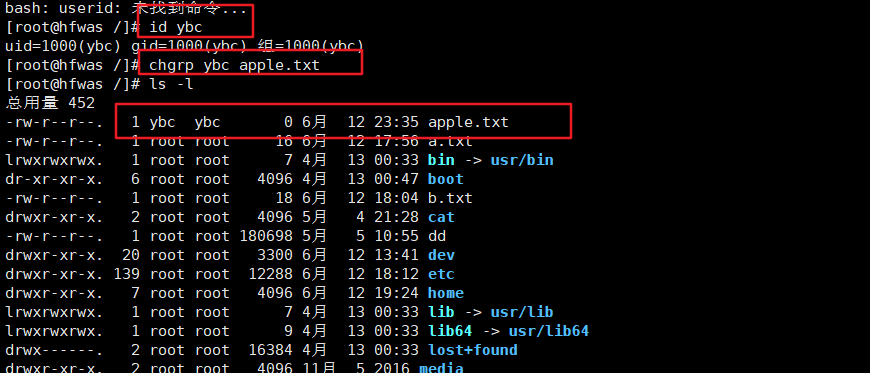 bash: userid: 未找到命令...
[root@hfwas /]# id ybc
uid=1000(ybc) gid=1000(ybc) 组=1000(ybc)
[root@hfwas /]# chgrp ybc apple.txt
[root@hfwas /]# ls -l
总用量 452
-rw-r--r--. 1 ybc ybc 0 6月 12 23:35 apple.txt
-rw-r--r--. 1 root root 16 6月 12 17:56 a.txt
lrwxrwxrwx. 1 root root 7 4月 13 00:33 bin -> usr/bin
dr-xr-xr-x. 6 root root 4096 4月 13 00:47 boot
-rw-r--r--. 1 root root 18 6月 12 18:04 b.txt
drwxr-xr-x. 2 root root 4096 5月 4 21:28 cat
-rw-r--r--. 1 root root 180698 5月 5 10:55 dd
drwxr-xr-x. 20 root root 3300 6月 12 13:41 dev
drwxr-xr-x. 139 root root 12288 6月 12 18:12 etc
drwxr-xr-x. 7 root root 4096 6月 12 19:24 home
lrwxrwxrwx. 1 root root 7 4月 13 00:33 lib -> usr/lib
lrwxrwxrwx. 1 root root 9 4月 13 00:33 lib64 -> usr/lib64
drwx------. 2 root root 16384 4月 13 00:33 lost+found
drwxr-xr-x. 2 root root 4096 11月 5 2016 media